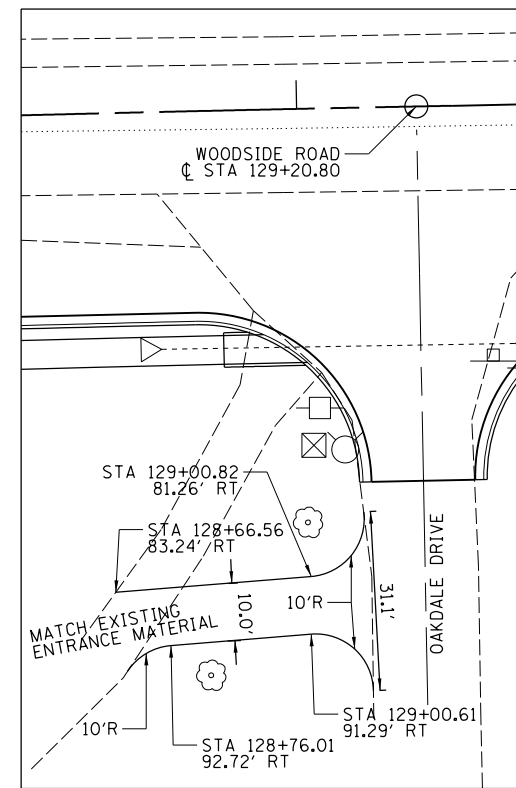 WOODSIDE ROAD
℄ STA 129+20.80
STA 129+00.82
81.26' RT
STA 128+66.56
83.24' RT
MATCH EXISTING
ENTRANCE MATERIAL
10.0'
10'R
31.1'
OAKDALE DRIVE
10'R
STA 128+76.01
92.72' RT
STA 129+00.61
91.29' RT